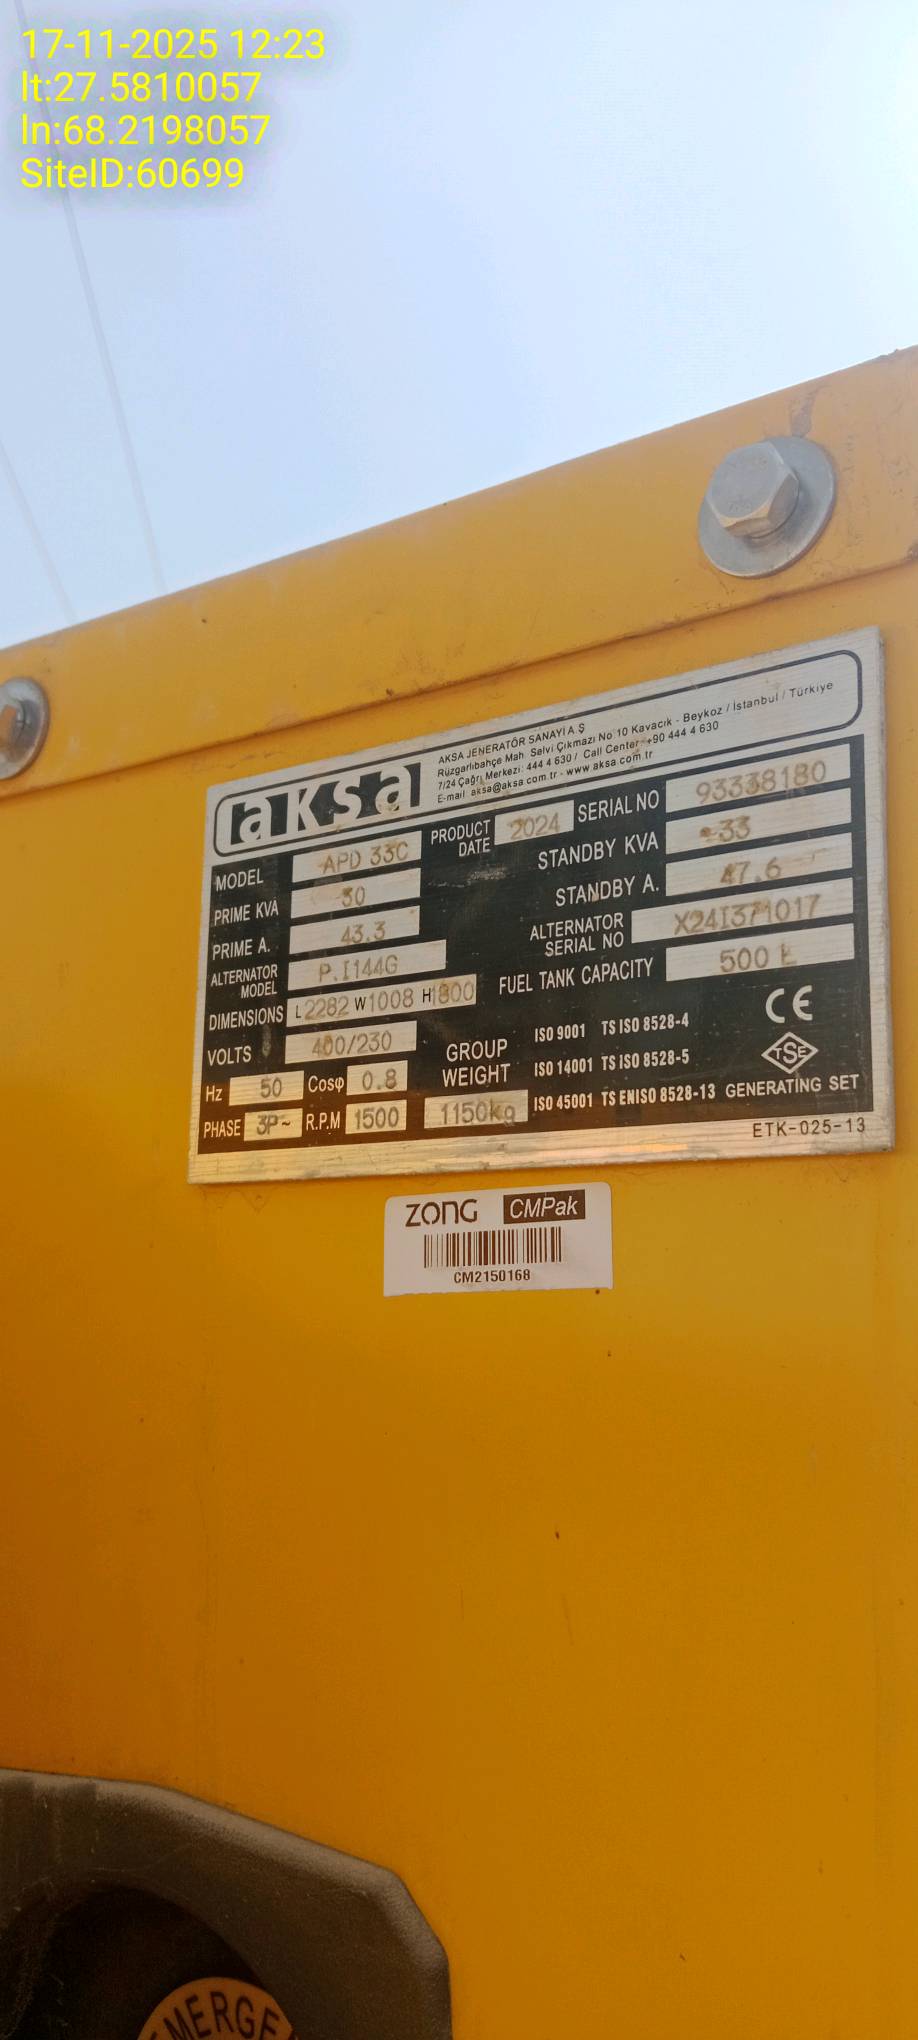 17-11-2025 12:23
lt:27.5810057
ln:68.2198057
SiteID:60699
aksa
AKSA JENERATÖR SANAYİ A.Ş
Rüzgarlıbahçe Mah. Selvi Çıkmazı No 10 Kavacık - Beykoz / İstanbul / Türkiye
7/24 Çağrı Merkezi: 444 4 630 / Call Center: +90 444 4 630
E-mail aksa@aksa.com.tr - www.aksa.com.tr
MODEL APD 33C
PRODUCT DATE 2024
SERIAL NO 93338180
PRIME KVA 30
STANDBY KVA 33
PRIME A. 43.3
STANDBY A. 47.6
ALTERNATOR MODEL P.I144G
ALTERNATOR SERIAL NO X24I371017
DIMENSIONS L2282 W1008 H1800
FUEL TANK CAPACITY 500 L
VOLTS 400/230
Hz 50 Cosφ 0.8
PHASE 3P~ R.P.M 1500
GROUP WEIGHT 1150kg
ISO 9001 TS ISO 8528-4
ISO 14001 TS ISO 8528-5
ISO 45001 TS ENISO 8528-13
CE
TSE
GENERATING SET
ETK-025-13
ZONG CMPak
CM2150168
EMERGE